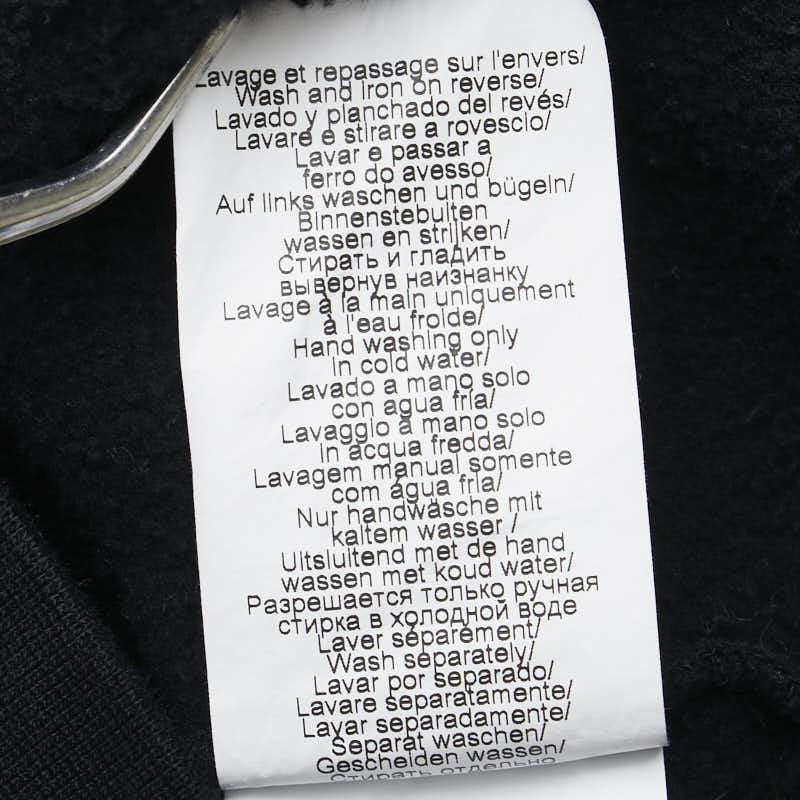 Lavage et repassage sur l'envers/
Wash and iron on reverse/
Lavado y planchado del revés/
Lavare e stirare a rovescio/
Lavar e passar a
ferro do avesso/
Auf links waschen und bügeln/
Binnenstebuiten
wassen en strijken/
Стирать и гладить
вывернув наизнанку
Lavage à la main uniquement
à l'eau froide/
Hand washing only
in cold water/
Lavado a mano solo
con agua fría/
Lavaggio a mano solo
in acqua fredda/
Lavagem manual somente
com água fría/
Nur handwäsche mit
kaltem wasser /
Uitsluitend met de hand
wassen met koud water/
Разрешается только ручная
стирка в холодной воде
Laver séparément/
Wash separately/
Lavar por separado/
Lavare separatamente/
Lavar separadamente/
Separat waschen/
Gescheiden wassen/
Стирать отдельно